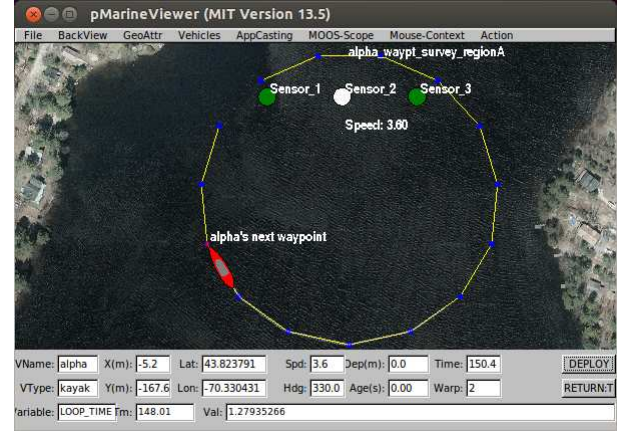 pMarineViewer (MIT Version 13.5)
File BackView GeoAttr Vehicles AppCasting MOOS-Scope Mouse-Context Action
alpha_waypt_survey_regionA
Sensor_1 Sensor_2 Sensor_3
Speed: 3.60
alpha's next waypoint
VName: alpha X(m): -5.2 Lat: 43.823791 Spd: 3.6 Dep(m): 0.0 Time: 150.4 DEPLOY
VType: kayak Y(m): -167.6 Lon: -70.330431 Hdg: 330.0 Age(s): 0.00 Warp: 2 RETURN:T
Variable: LOOP_TIME Tm: 148.01 Val: 1.27935266